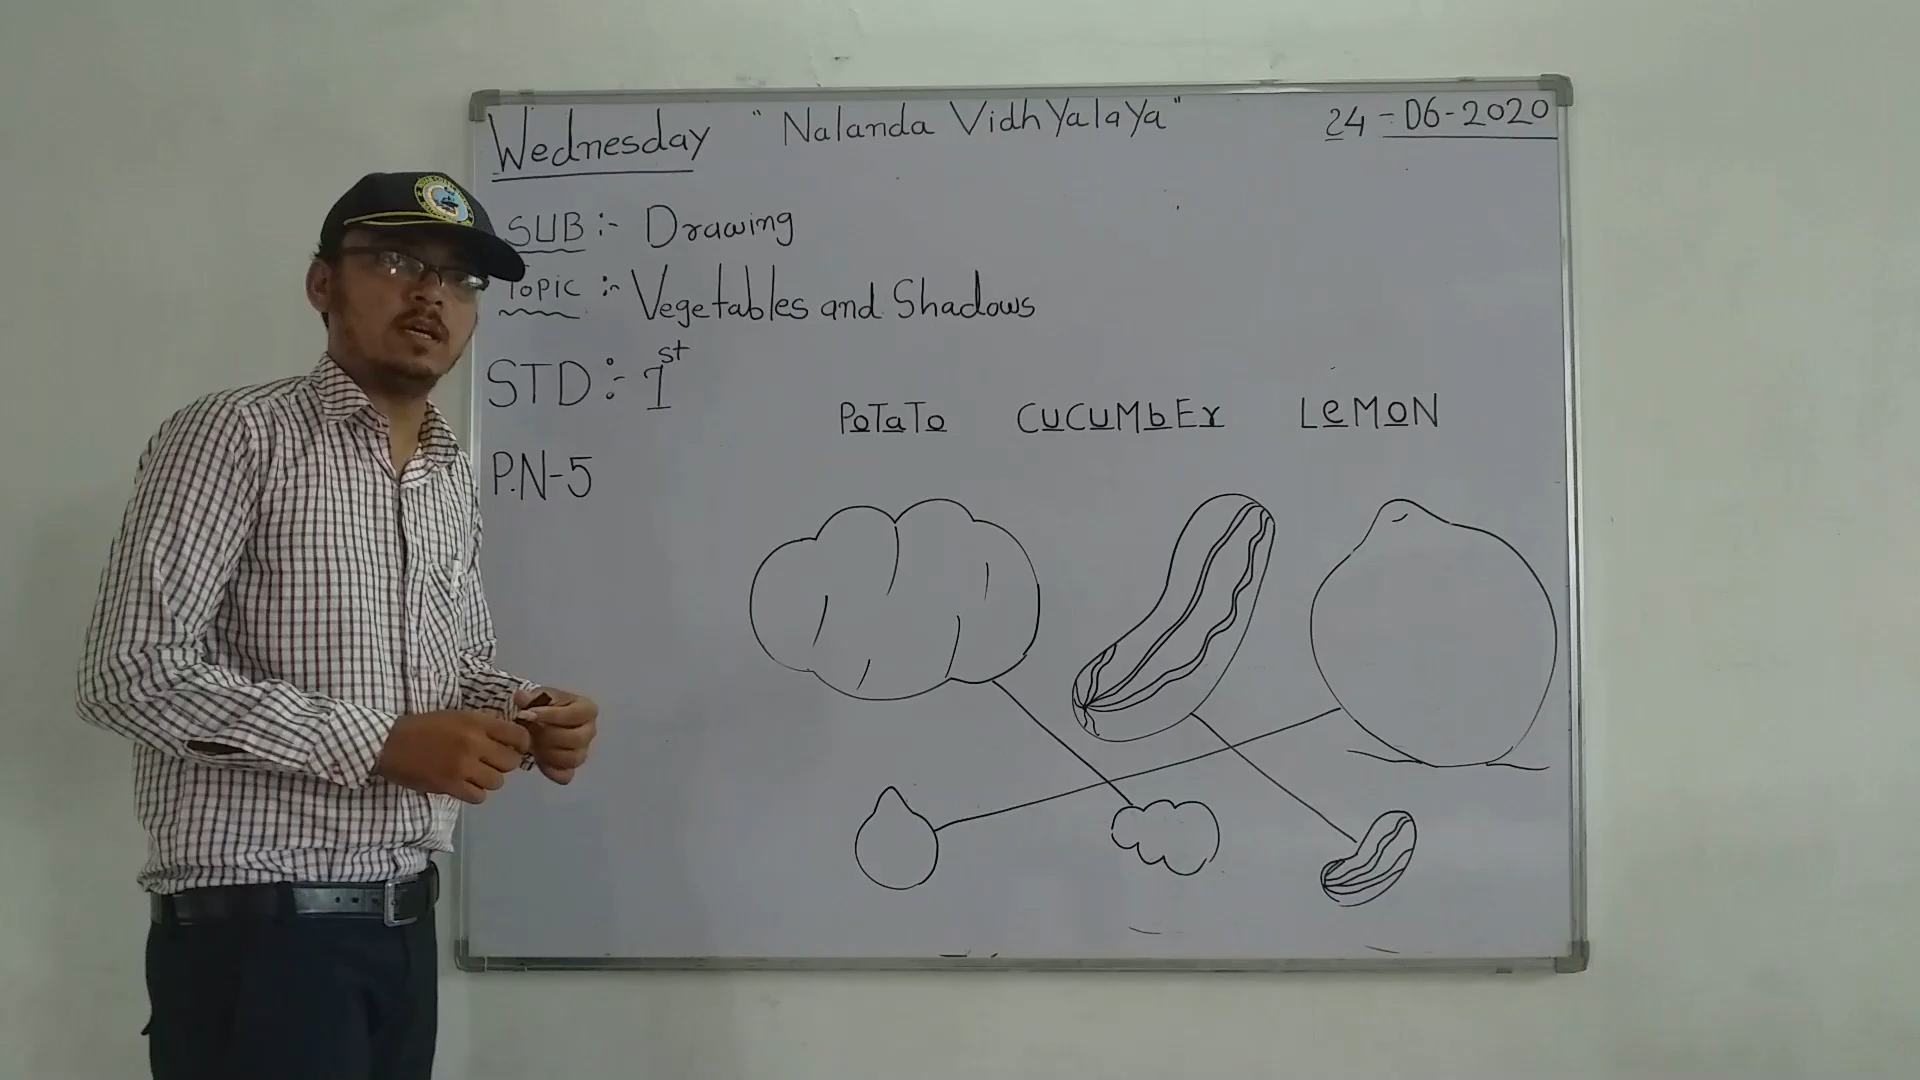 Wednesday "Nalanda VidhYalaYa" 24-06-2020
SUB :- Drawing
Topic :- Vegetables and Shadows
STD :- 1st
P.N-5
PoTaTo CuCuMbEr LeMoN